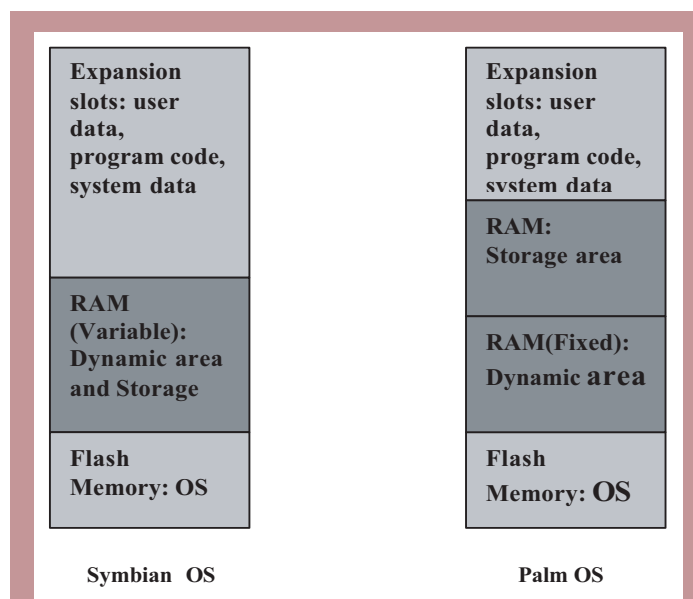 Expansion
slots: user
data,
program code,
system data
RAM
(Variable):
Dynamic area
and Storage
Flash
Memory: OS
Symbian OS
Expansion
slots: user
data,
program code,
system data
RAM:
Storage area
RAM(Fixed):
Dynamic area
Flash
Memory: OS
Palm OS